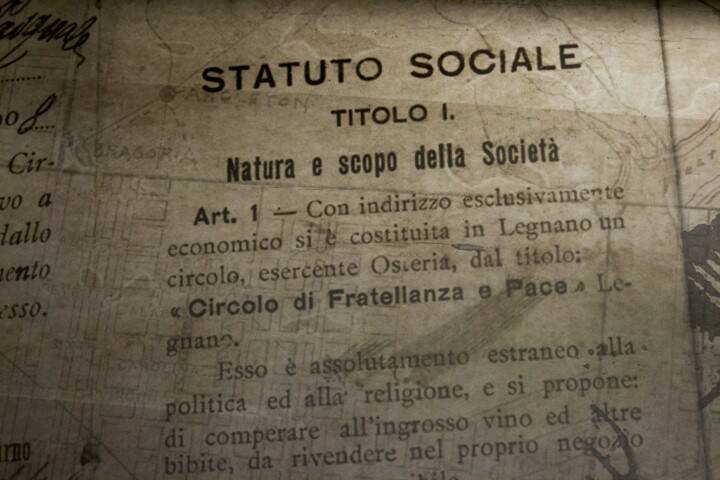 Cir-
vo a
dallo
mento
esso.
STATUTO SOCIALE
TITOLO I.
Natura e scopo della Società
Art. 1 — Con indirizzo esclusivamente
economico si è costituita in Legnano un
circolo, esercente Osteria, dal titolo:
« Circolo di Fratellanza e Pace » Le-
gnano.
Esso è assolutamento estraneo alla
politica ed alla religione, e si propone:
di comperare all'ingrosso vino ed altre
bibite, da rivendere nel proprio negozio